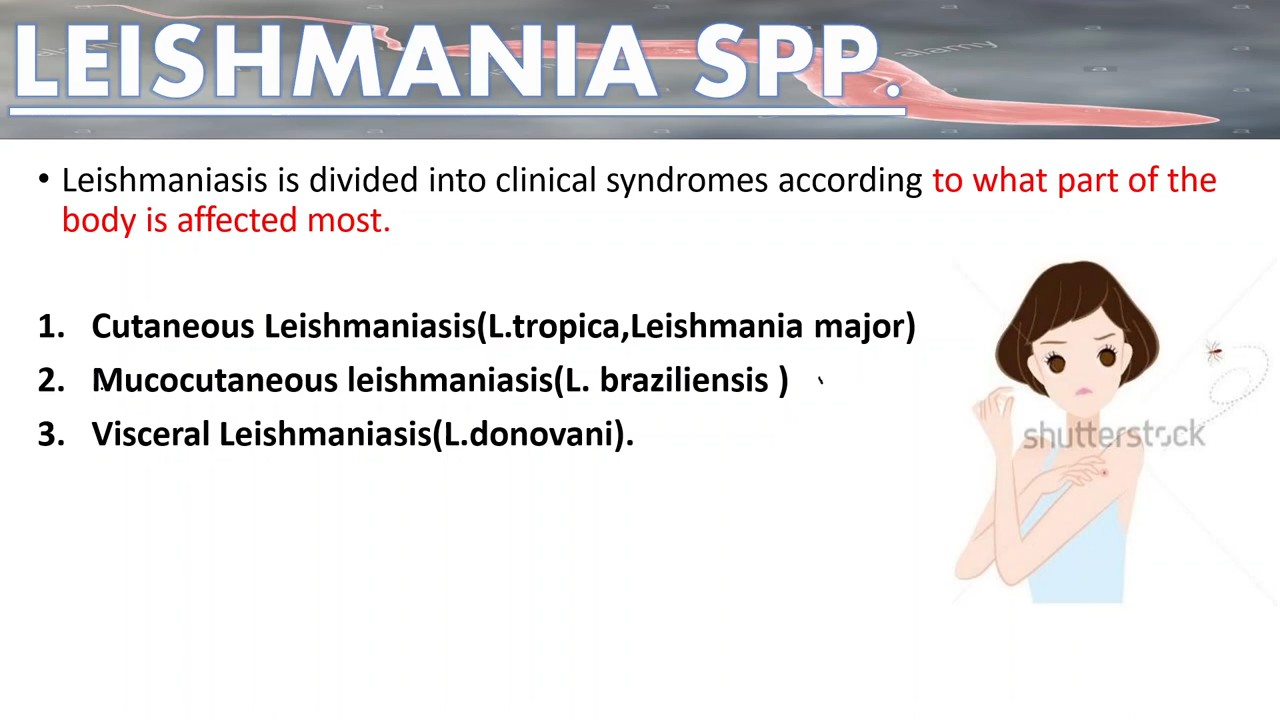 LEISHMANIA SPP.
alamy
• Leishmaniasis is divided into clinical syndromes according to what part of the
body is affected most.
1. Cutaneous Leishmaniasis(L.tropica,Leishmania major)
2. Mucocutaneous leishmaniasis(L. braziliensis )
3. Visceral Leishmaniasis(L.donovani).
shutterstock